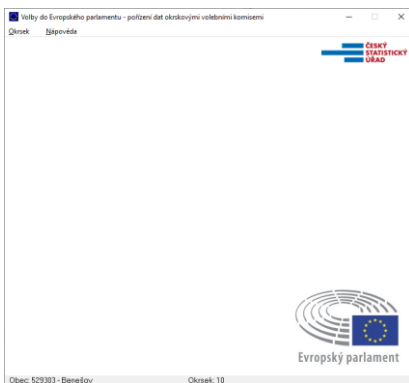 Volby do Evropského parlamentu - pořízení dat okrskovými volebními komisemi
Okrsek Nápověda
ČESKÝ
STATISTICKÝ
ÚŘAD
Evropský parlament
Obec: 529303 - Benešov Okrsek: 10